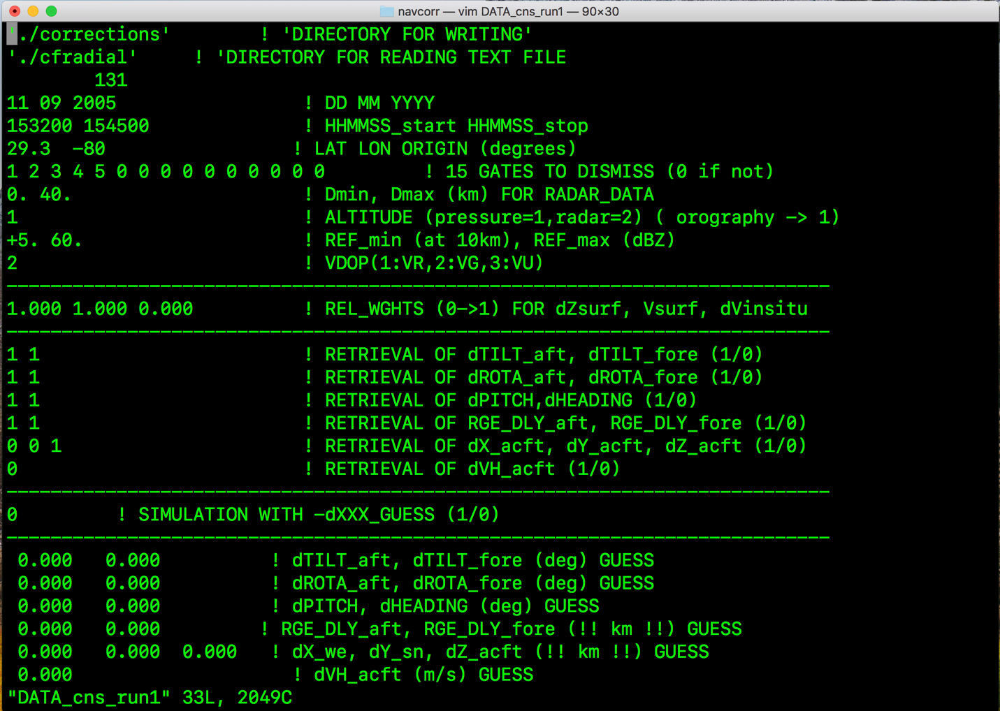 navcorr — vim DATA_cns_run1 — 90×30
'./corrections'        ! 'DIRECTORY FOR WRITING'
'./cfradial'     ! 'DIRECTORY FOR READING TEXT FILE
        131
11 09 2005                 ! DD MM YYYY
153200 154500              ! HHMMSS_start HHMMSS_stop
29.3  -80                 ! LAT LON ORIGIN (degrees)
1 2 3 4 5 0 0 0 0 0 0 0 0 0 0         ! 15 GATES TO DISMISS (0 if not)
0. 40.                     ! Dmin, Dmax (km) FOR RADAR_DATA
1                          ! ALTITUDE (pressure=1,radar=2) ( orography -> 1)
+5. 60.                    ! REF_min (at 10km), REF_max (dBZ)
2                          ! VDOP(1:VR,2:VG,3:VU)
---------------------------------------------------------------------------
1.000 1.000 0.000          ! REL_WGHTS (0->1) FOR dZsurf, Vsurf, dVinsitu
---------------------------------------------------------------------------
1 1                        ! RETRIEVAL OF dTILT_aft, dTILT_fore (1/0)
1 1                        ! RETRIEVAL OF dROTA_aft, dROTA_fore (1/0)
1 1                        ! RETRIEVAL OF dPITCH,dHEADING (1/0)
1 1                        ! RETRIEVAL OF RGE_DLY_aft, RGE_DLY_fore (1/0)
0 0 1                      ! RETRIEVAL OF dX_acft, dY_acft, dZ_acft (1/0)
0                          ! RETRIEVAL OF dVH_acft (1/0)
---------------------------------------------------------------------------
0         ! SIMULATION WITH -dXXX_GUESS (1/0)
---------------------------------------------------------------------------
 0.000   0.000          ! dTILT_aft, dTILT_fore (deg) GUESS
 0.000   0.000          ! dROTA_aft, dROTA_fore (deg) GUESS
 0.000   0.000          ! dPITCH, dHEADING (deg) GUESS
 0.000   0.000         ! RGE_DLY_aft, RGE_DLY_fore (!! km !!) GUESS
 0.000   0.000  0.000   ! dX_we, dY_sn, dZ_acft (!! km !!) GUESS
 0.000                    ! dVH_acft (m/s) GUESS
"DATA_cns_run1" 33L, 2049C